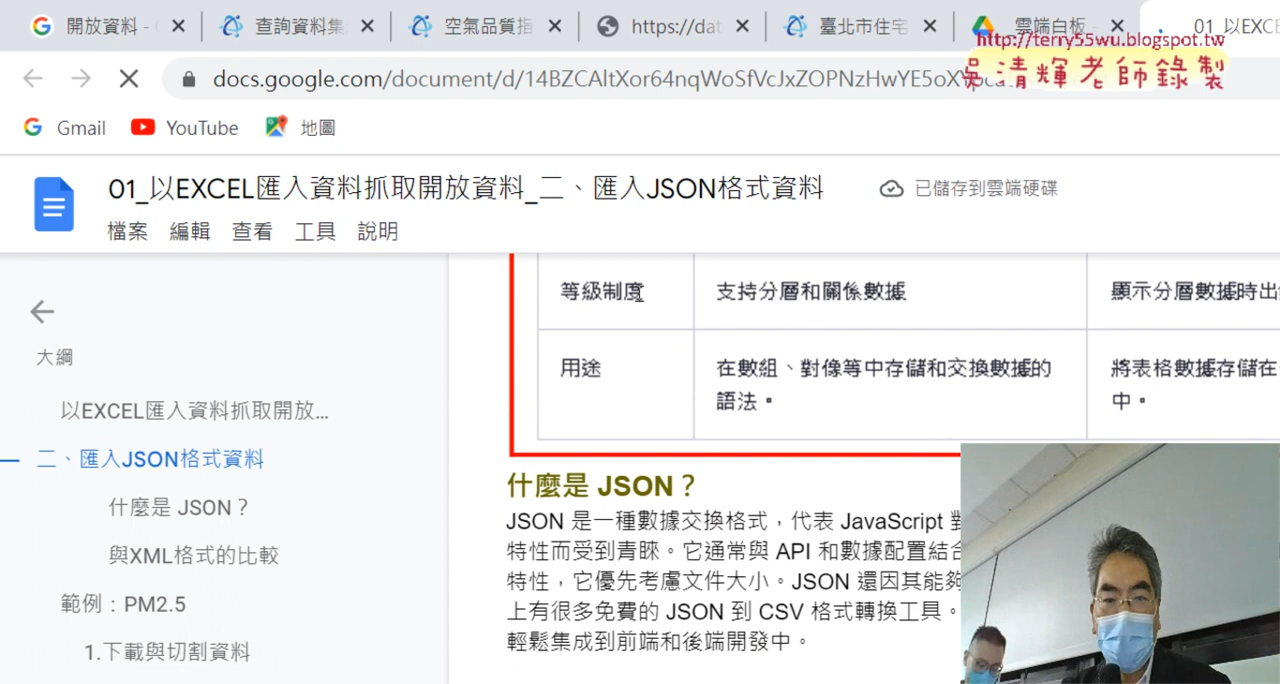 開放資料 -
查詢資料集
空氣品質指
https://dat
臺北市住宅
雲端白板 -
01_以EXCE
http://terry55wu.blogspot.tw
吳清輝老師錄製
docs.google.com/document/d/14BZCAltXor64nqWoSfVcJxZOPNzHwYE5oX
Gmail
YouTube
地圖
01_以EXCEL匯入資料抓取開放資料_二、匯入JSON格式資料
已儲存到雲端硬碟
檔案 編輯 查看 工具 說明
大綱
以EXCEL匯入資料抓取開放...
二、匯入JSON格式資料
什麼是 JSON？
與XML格式的比較
範例：PM2.5
1.下載與切割資料
等級制度
支持分層和關係數據
顯示分層數據時出
用途
在數組、對像等中存儲和交換數據的
語法。
將表格數據存儲在
中。
什麼是 JSON？
JSON 是一種數據交換格式，代表 JavaScript 
特性而受到青睞。它通常與 API 和數據配置結合
特性，它優先考慮文件大小。JSON 還因其能夠
上有很多免費的 JSON 到 CSV 格式轉換工具。
輕鬆集成到前端和後端開發中。